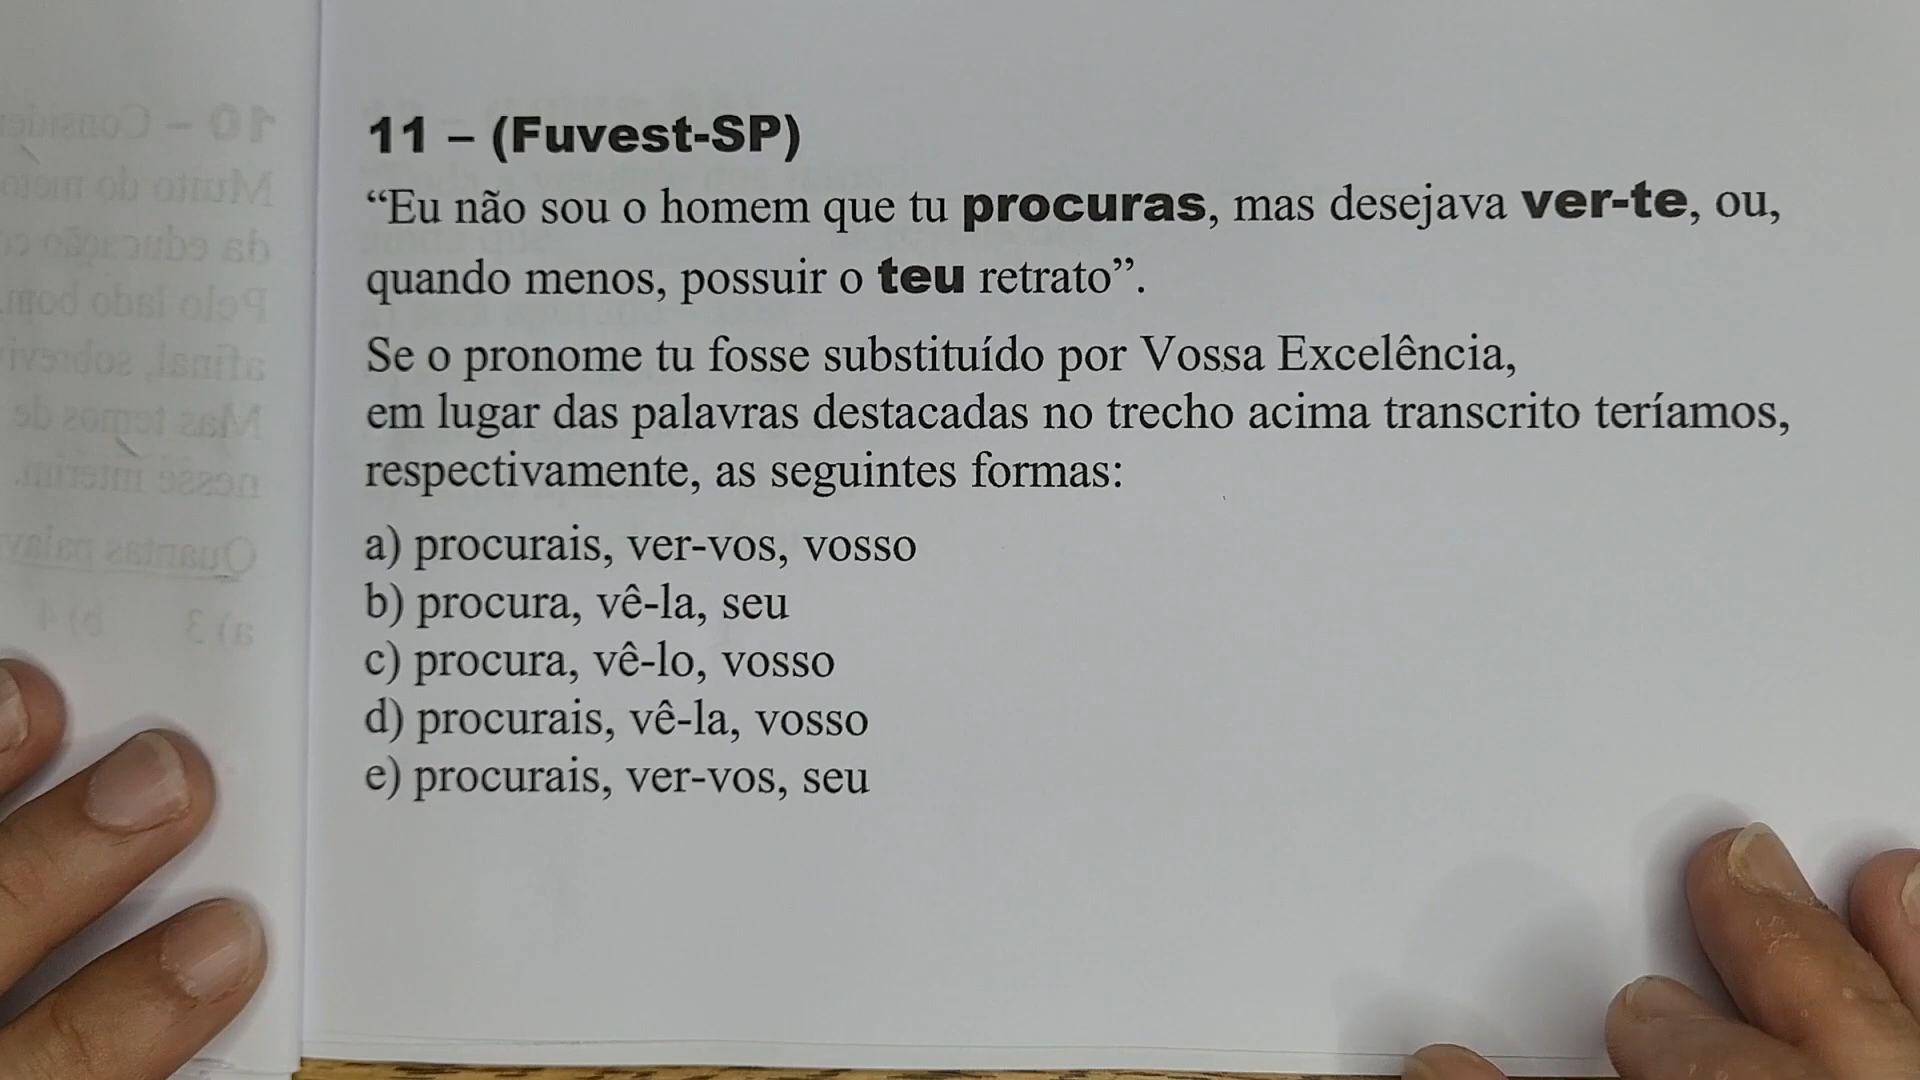 11 – (Fuvest-SP)
“Eu não sou o homem que tu procuras, mas desejava ver-te, ou,
quando menos, possuir o teu retrato”.
Se o pronome tu fosse substituído por Vossa Excelência,
em lugar das palavras destacadas no trecho acima transcrito teríamos,
respectivamente, as seguintes formas:
a) procurais, ver-vos, vosso
b) procura, vê-la, seu
c) procura, vê-lo, vosso
d) procurais, vê-la, vosso
e) procurais, ver-vos, seu